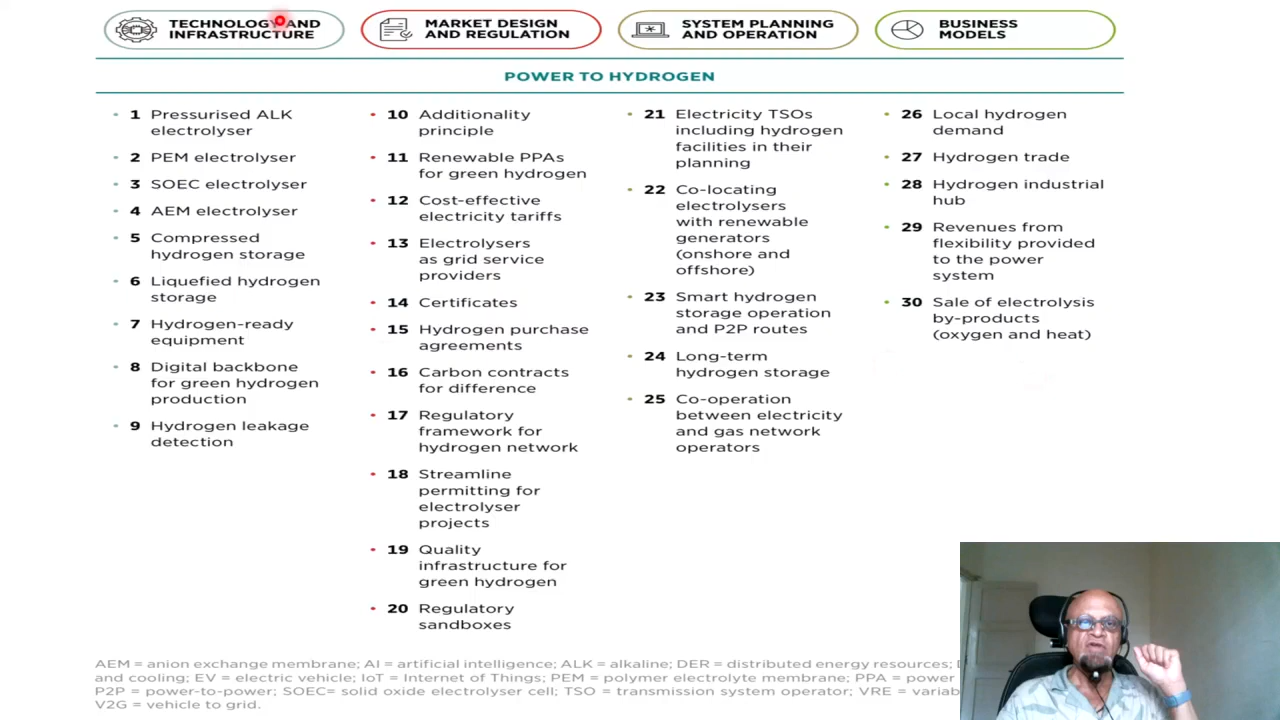 TECHNOLOGY AND
INFRASTRUCTURE
MARKET DESIGN
AND REGULATION
SYSTEM PLANNING
AND OPERATION
BUSINESS
MODELS
POWER TO HYDROGEN
1 Pressurised ALK
electrolyser
2 PEM electrolyser
3 SOEC electrolyser
4 AEM electrolyser
5 Compressed
hydrogen storage
6 Liquefied hydrogen
storage
7 Hydrogen-ready
equipment
8 Digital backbone
for green hydrogen
production
9 Hydrogen leakage
detection
10 Additionality
principle
11 Renewable PPAs
for green hydrogen
12 Cost-effective
electricity tariffs
13 Electrolysers
as grid service
providers
14 Certificates
15 Hydrogen purchase
agreements
16 Carbon contracts
for difference
17 Regulatory
framework for
hydrogen network
18 Streamline
permitting for
electrolyser
projects
19 Quality
infrastructure for
green hydrogen
20 Regulatory
sandboxes
21 Electricity TSOs
including hydrogen
facilities in their
planning
22 Co-locating
electrolysers
with renewable
generators
(onshore and
offshore)
23 Smart hydrogen
storage operation
and P2P routes
24 Long-term
hydrogen storage
25 Co-operation
between electricity
and gas network
operators
26 Local hydrogen
demand
27 Hydrogen trade
28 Hydrogen industrial
hub
29 Revenues from
flexibility provided
to the power
system
30 Sale of electrolysis
by-products
(oxygen and heat)
AEM = anion exchange membrane; AI = artificial intelligence; ALK = alkaline; DER = distributed energy resources;
and cooling; EV = electric vehicle; IoT = Internet of Things; PEM = polymer electrolyte membrane; PPA = power
P2P = power-to-power; SOEC= solid oxide electrolyser cell; TSO = transmission system operator; VRE =
V2G = vehicle to grid.